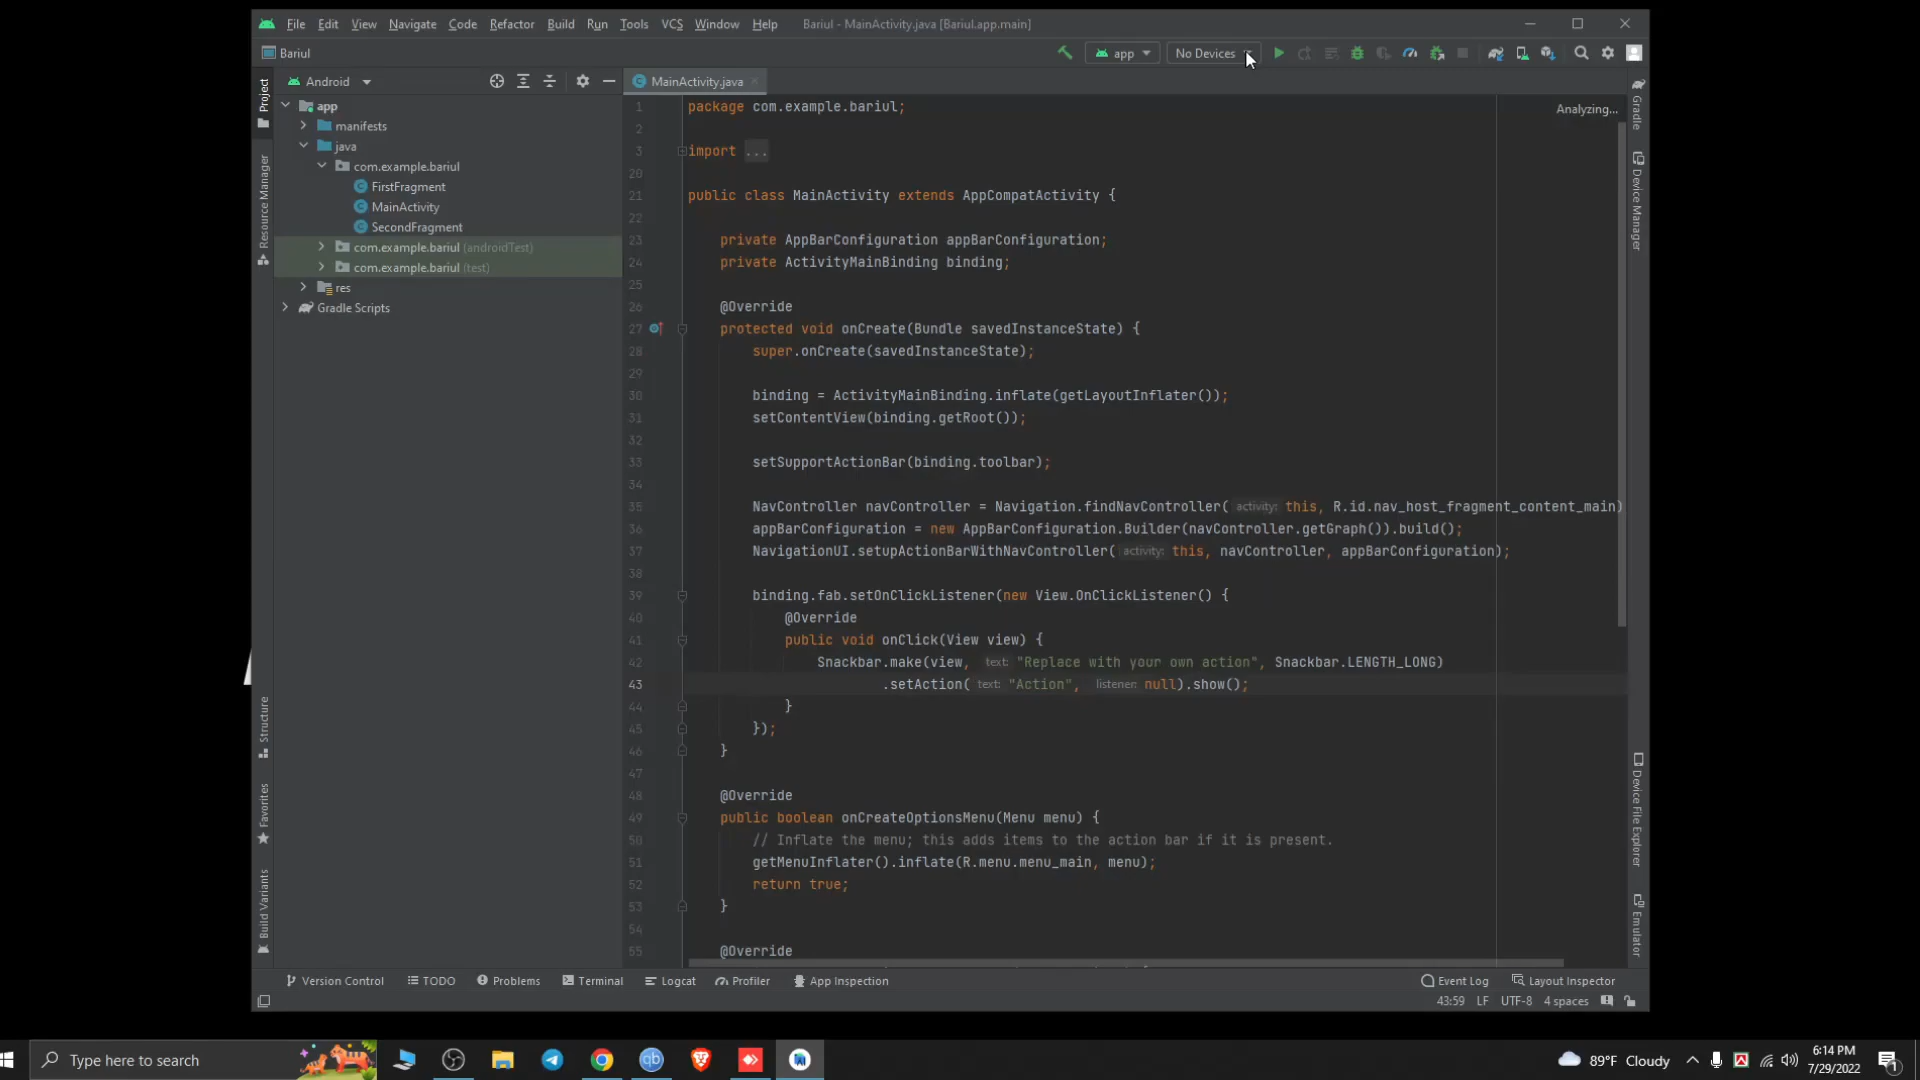 File Edit View Navigate Code Refactor Build Run Tools VCS Window Help Bariul - MainActivity.java [Bariul.app.main]
Bariul
app
No Devices
Project
Resource Manager
Structure
Favorites
Build Variants
Android
app
manifests
java
com.example.bariul
FirstFragment
MainActivity
SecondFragment
com.example.bariul (androidTest)
com.example.bariul (test)
res
Gradle Scripts
MainActivity.java
Analyzing...
1 package com.example.bariul;
2
3 import ...
20
21 public class MainActivity extends AppCompatActivity {
22
23 private AppBarConfiguration appBarConfiguration;
24 private ActivityMainBinding binding;
25
26 @Override
27 protected void onCreate(Bundle savedInstanceState) {
28 super.onCreate(savedInstanceState);
29
30 binding = ActivityMainBinding.inflate(getLayoutInflater());
31 setContentView(binding.getRoot());
32
33 setSupportActionBar(binding.toolbar);
34
35 NavController navController = Navigation.findNavController( activity: this, R.id.nav_host_fragment_content_main)
36 appBarConfiguration = new AppBarConfiguration.Builder(navController.getGraph()).build();
37 NavigationUI.setupActionBarWithNavController( activity: this, navController, appBarConfiguration);
38
39 binding.fab.setOnClickListener(new View.OnClickListener() {
40 @Override
41 public void onClick(View view) {
42 Snackbar.make(view, text: "Replace with your own action", Snackbar.LENGTH_LONG)
43 .setAction( text: "Action", listener: null).show();
44 }
45 });
46 }
47
48 @Override
49 public boolean onCreateOptionsMenu(Menu menu) {
50 // Inflate the menu; this adds items to the action bar if it is present.
51 getMenuInflater().inflate(R.menu.menu_main, menu);
52 return true;
53 }
54
55 @Override
Gradle
Device Manager
Device File Explorer
Emulator
Version Control TODO Problems Terminal Logcat Profiler App Inspection Event Log Layout Inspector
43:59 LF UTF-8 4 spaces
Type here to search
qb
89°F Cloudy
6:14 PM
7/29/2022
1